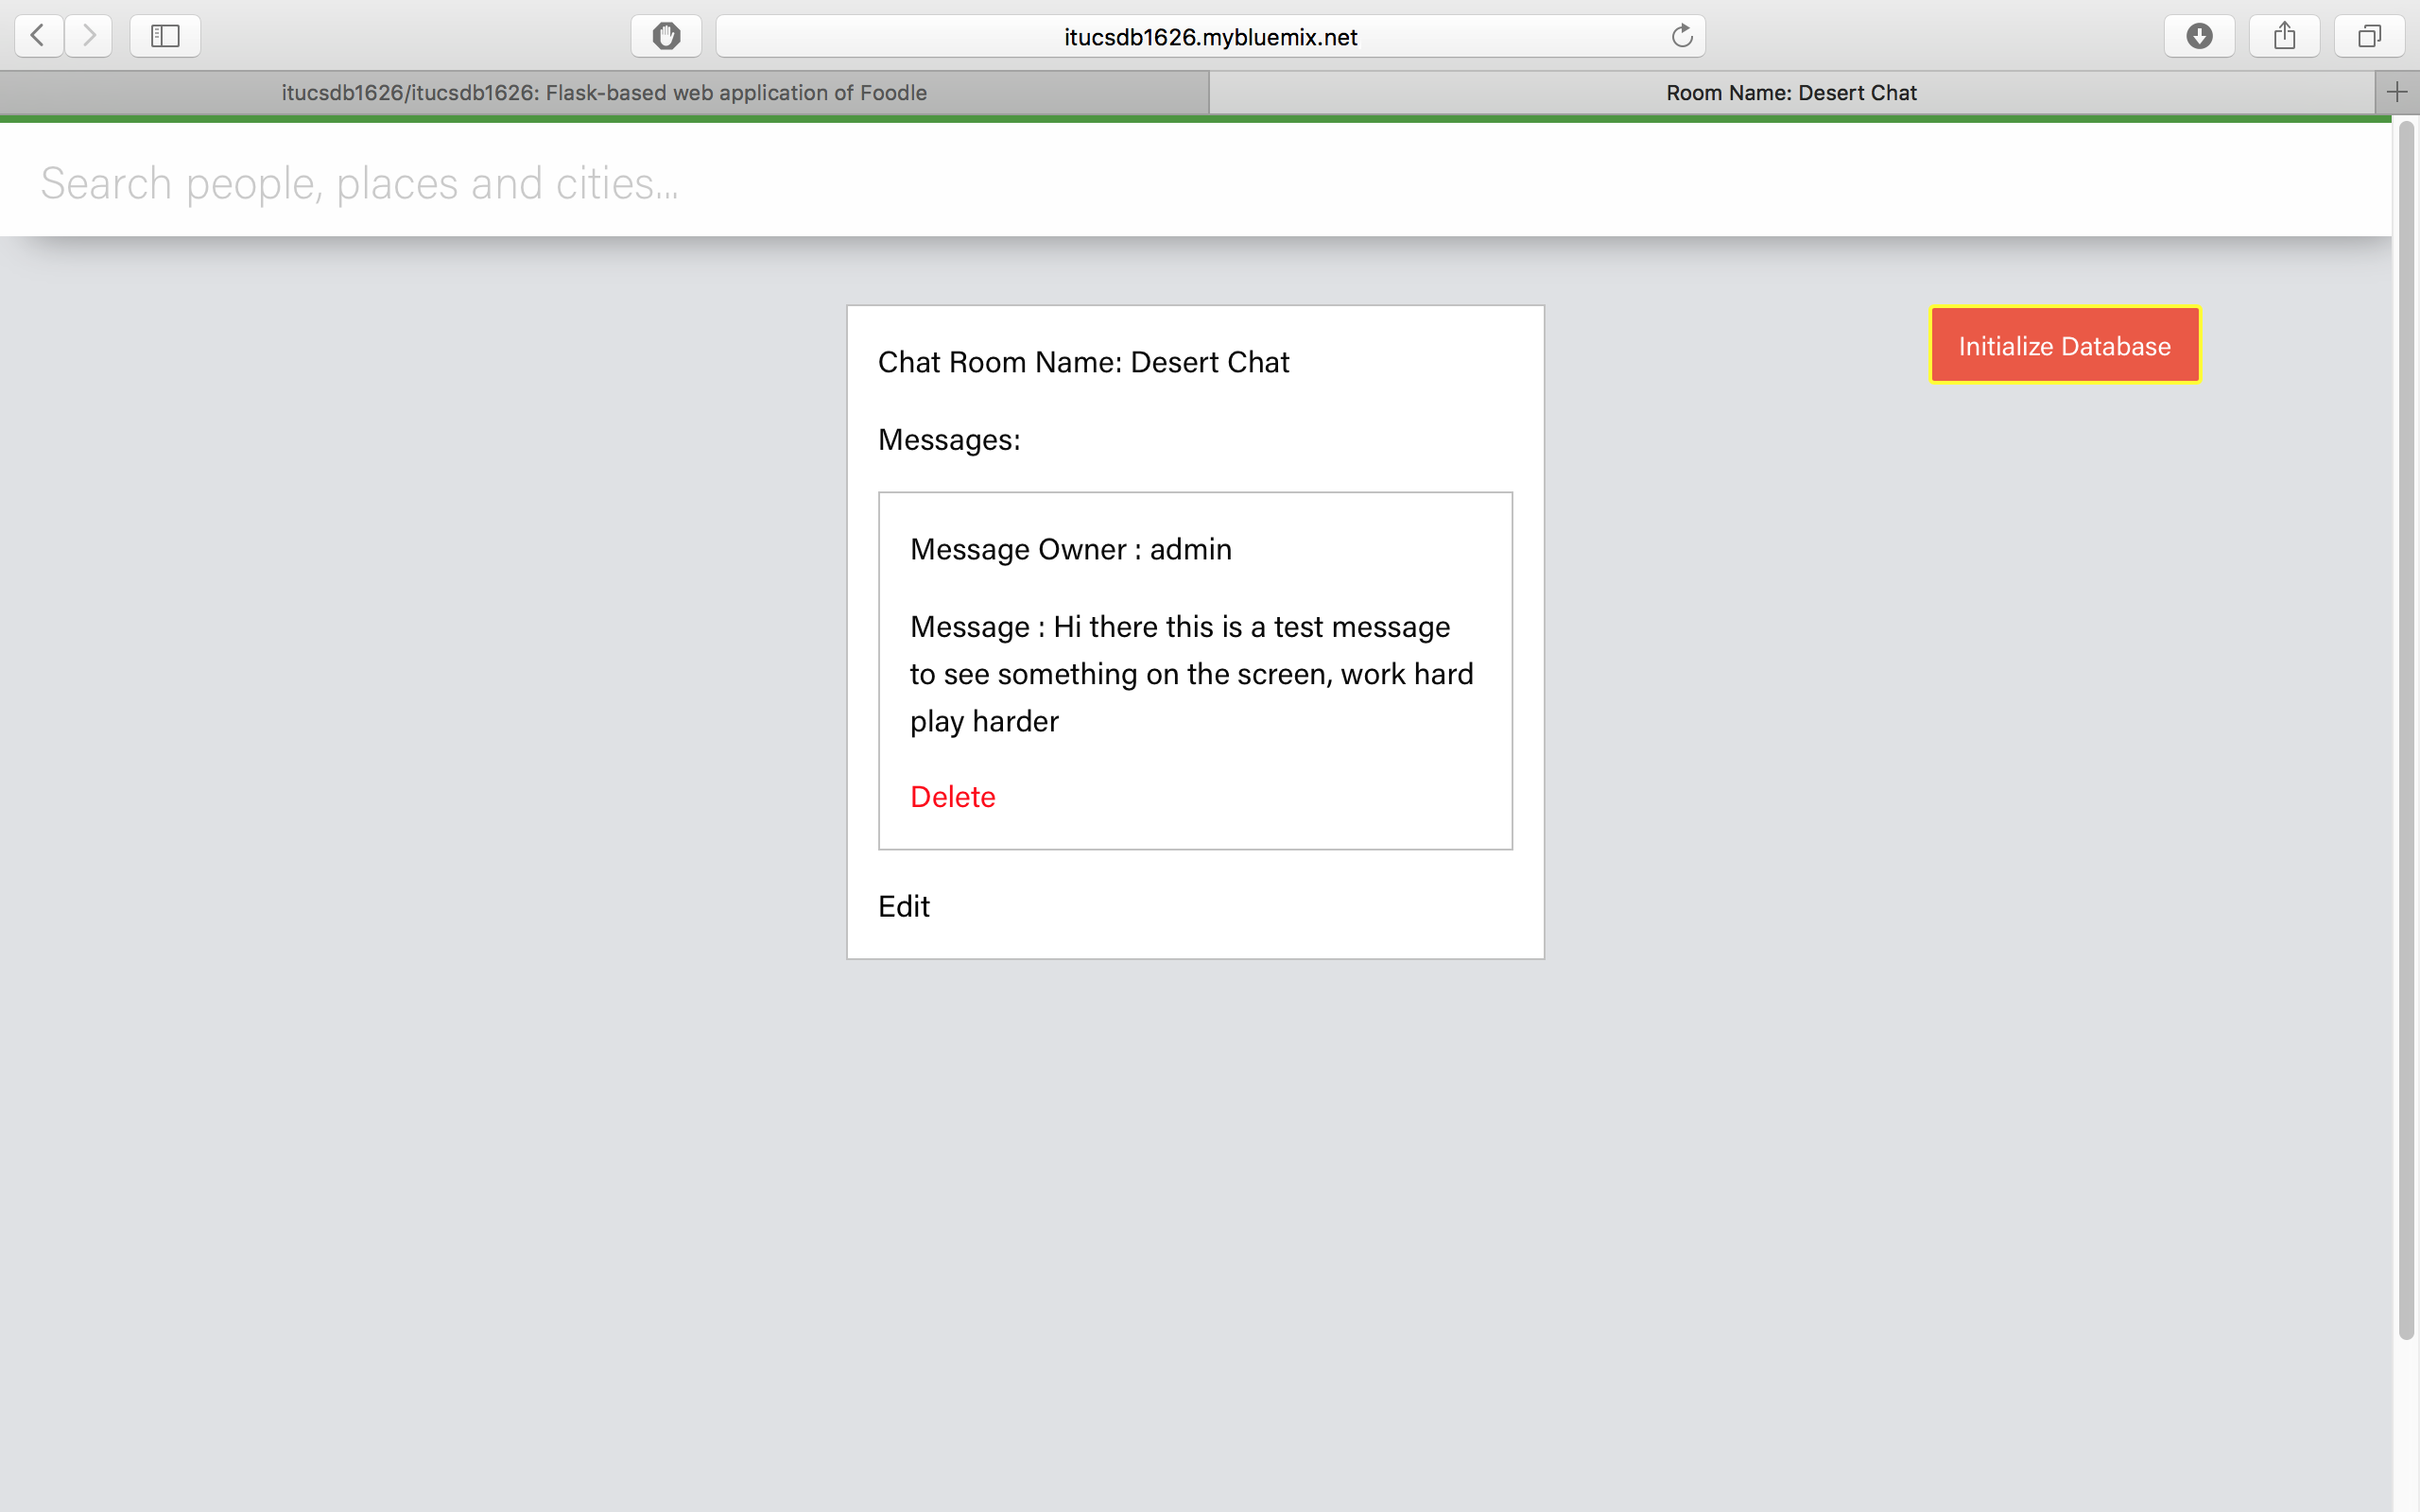 itucsdb1626.mybluemix.net
itucsdb1626/itucsdb1626: Flask-based web application of Foodle
Room Name: Desert Chat
Search people, places and cities...
Initialize Database
Chat Room Name: Desert Chat
Messages:
Message Owner : admin
Message : Hi there this is a test message
to see something on the screen, work hard
play harder
Delete
Edit